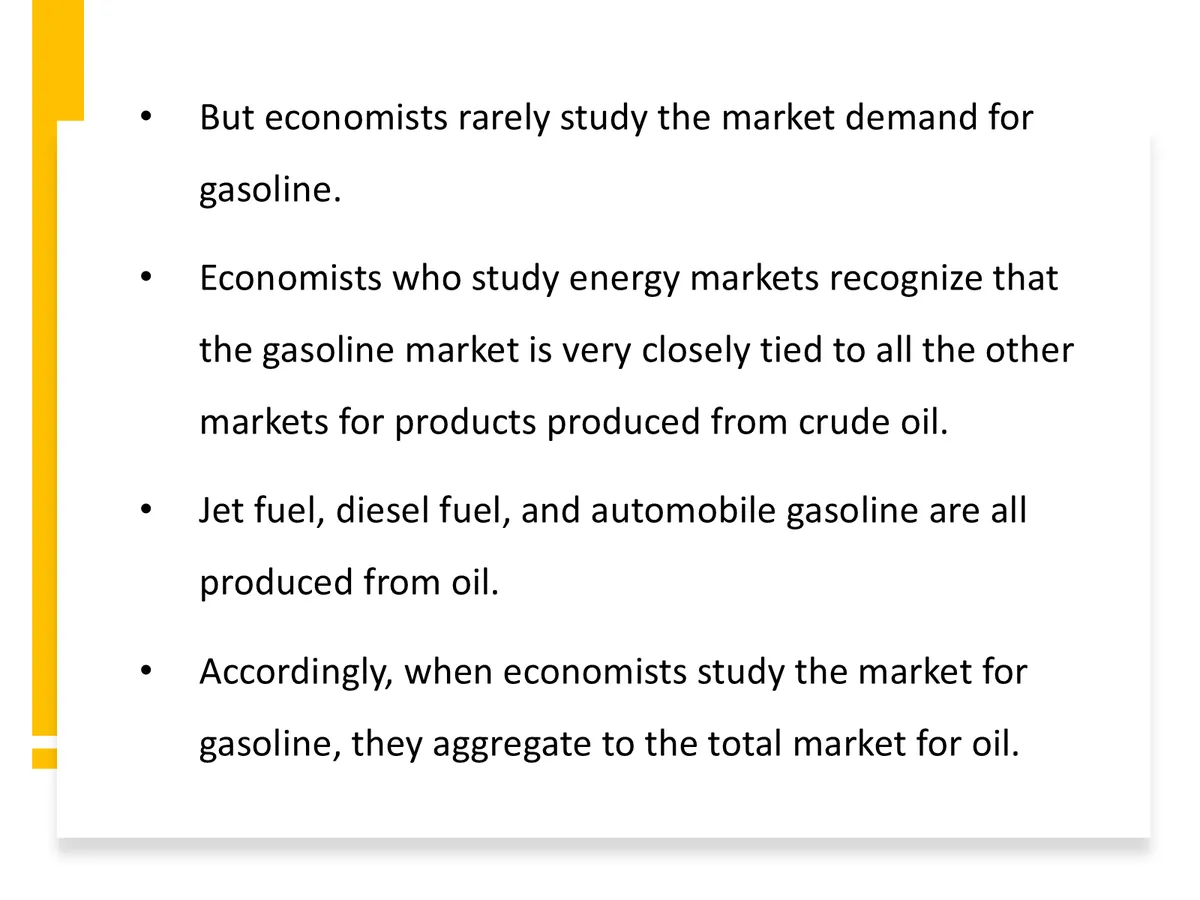 • But economists rarely study the market demand for
gasoline.
• Economists who study energy markets recognize that
the gasoline market is very closely tied to all the other
markets for products produced from crude oil.
• Jet fuel, diesel fuel, and automobile gasoline are all
produced from oil.
• Accordingly, when economists study the market for
gasoline, they aggregate to the total market for oil.